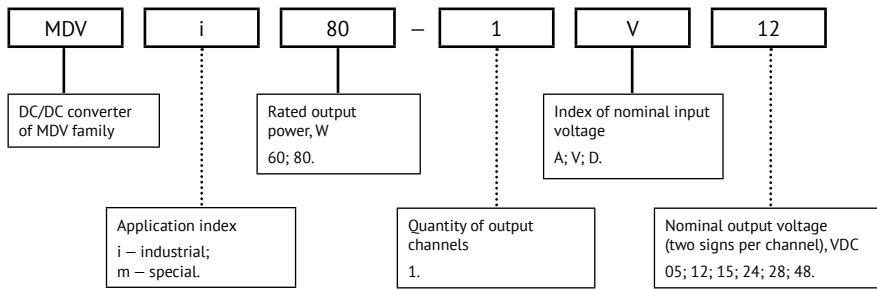 MDV i 80 – 1 V 12
DC/DC converter
of MDV family
Rated output
power, W
60; 80.
Index of nominal input
voltage
A; V; D.
Application index
i – industrial;
m – special.
Quantity of output
channels
1.
Nominal output voltage
(two signs per channel), VDC
05; 12; 15; 24; 28; 48.